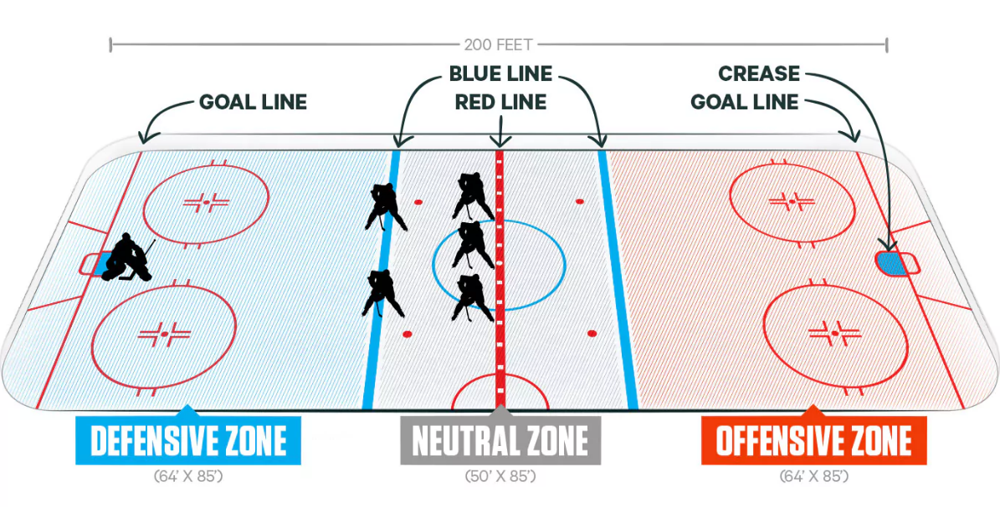 200 FEET
BLUE LINE
CREASE
GOAL LINE
RED LINE
GOAL LINE
DEFENSIVE ZONE
NEUTRAL ZONE
OFFENSIVE ZONE
(64' X 85')
(50' X 85')
(64' X 85')